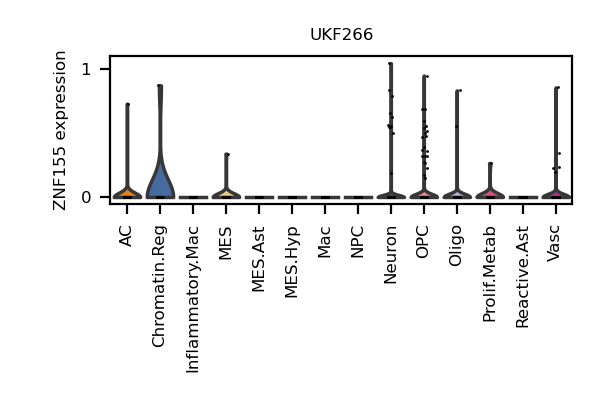 UKF266
ZNF155 expression
1
0
AC
Chromatin.Reg
Inflammatory.Mac
MES
MES.Ast
MES.Hyp
Mac
NPC
Neuron
OPC
Oligo
Prolif.Metab
Reactive.Ast
Vasc